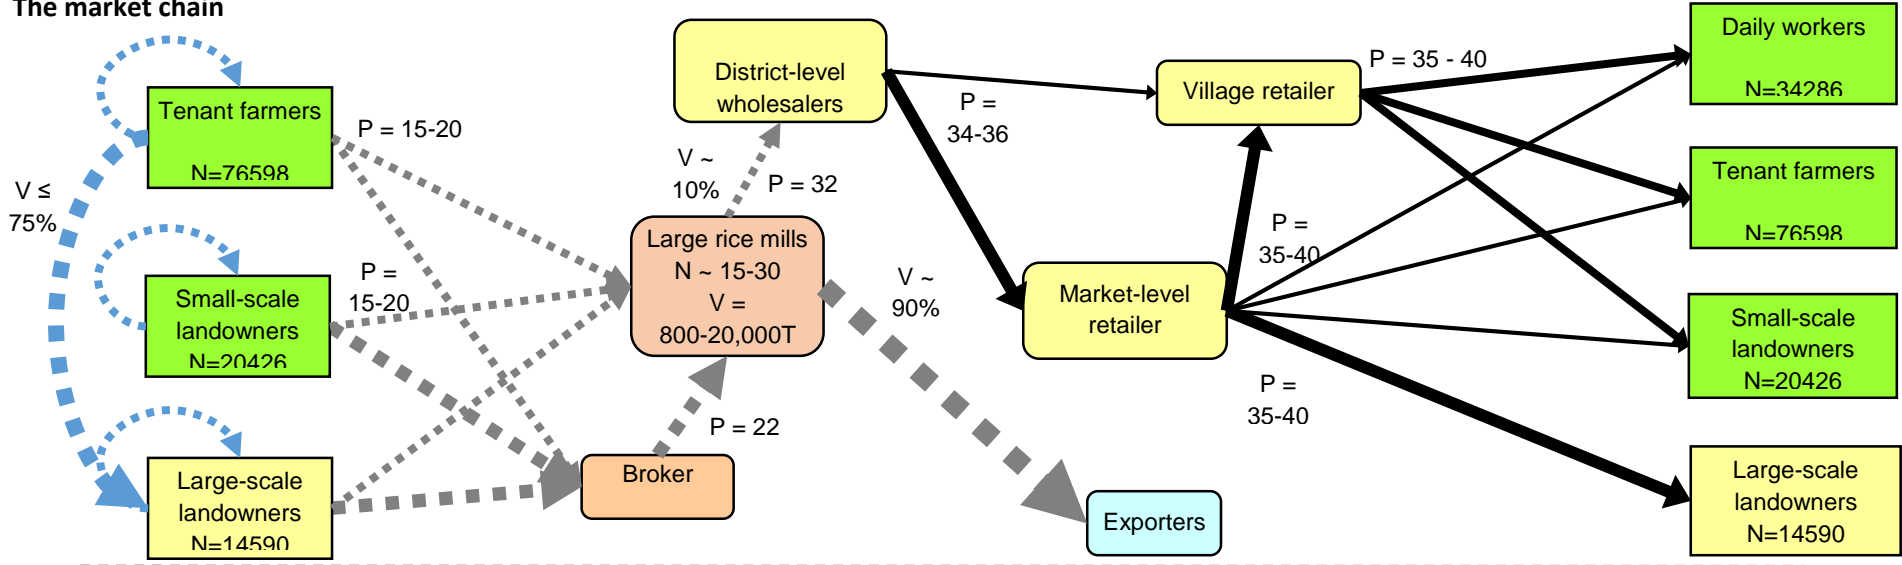 The market chain
Tenant farmers
N=76598
P = 15-20
V ≤
75%
Small-scale
landowners
N=20426
P =
15-20
Large-scale
landowners
N=14590
District-level
wholesalers
V ~
10%
P = 32
Large rice mills
N ~ 15-30
V =
800-20,000T
P = 22
Broker
V ~
90%
Exporters
P =
34-36
Village retailer
P = 35 - 40
Market-level
retailer
P =
35-40
P =
35-40
Daily workers
N=34286
Tenant farmers
N=76598
Small-scale
landowners
N=20426
Large-scale
landowners
N=14590